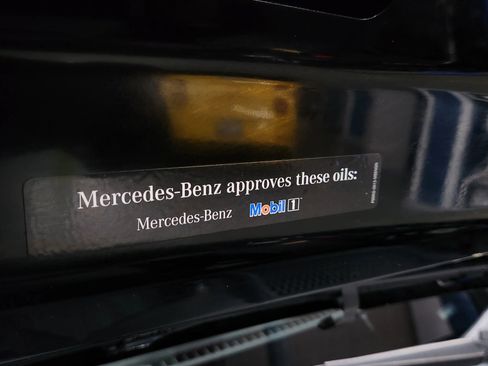 Mercedes-Benz approves these oils:
Mercedes-Benz Mobil 1